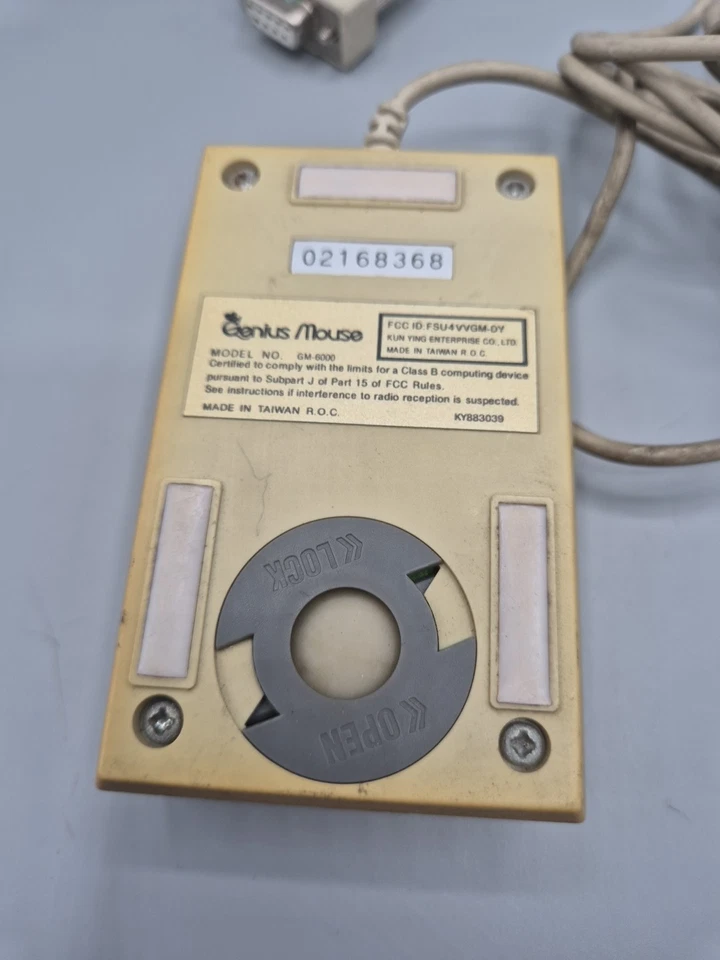 02168368
Genius Mouse
MODEL NO. GM-6000
FCC ID: FSU4VVGM-DY
KUN YING ENTERPRISE CO., LTD.
MADE IN TAIWAN R.O.C.
Certified to comply with the limits for a Class B computing device
pursuant to Subpart J of Part 15 of FCC Rules.
See instructions if interference to radio reception is suspected.
MADE IN TAIWAN R.O.C.
KY883039
LOCK
OPEN